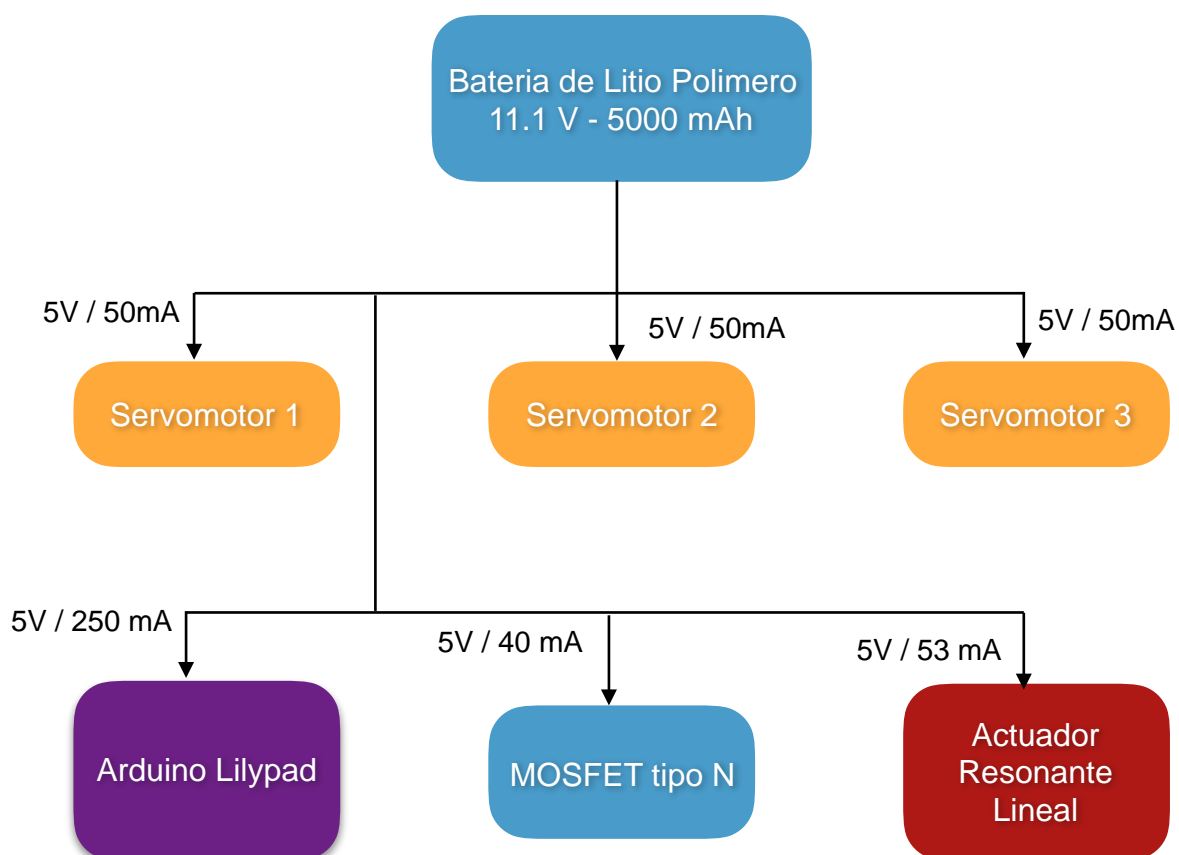 Bateria de Litio Polimero
11.1 V - 5000 mAh
5V / 50mA
5V / 50mA
5V / 50mA
Servomotor 1
Servomotor 2
Servomotor 3
5V / 250 mA
5V / 40 mA
5V / 53 mA
Arduino Lilypad
MOSFET tipo N
Actuador
Resonante
Lineal